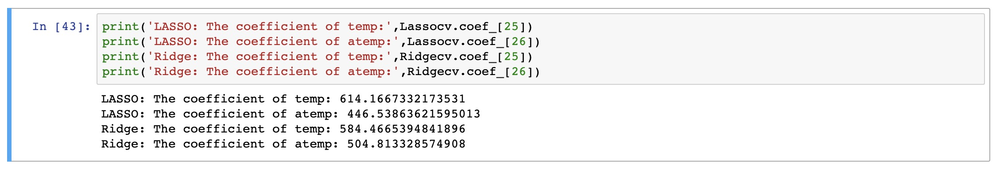 In [43]: print('LASSO: The coefficient of temp:',Lassocv.coef_[25])
print('LASSO: The coefficient of atemp:',Lassocv.coef_[26])
print('Ridge: The coefficient of temp:',Ridgecv.coef_[25])
print('Ridge: The coefficient of atemp:',Ridgecv.coef_[26])
LASSO: The coefficient of temp: 614.1667332173531
LASSO: The coefficient of atemp: 446.53863621595013
Ridge: The coefficient of temp: 584.4665394841896
Ridge: The coefficient of atemp: 504.813328574908